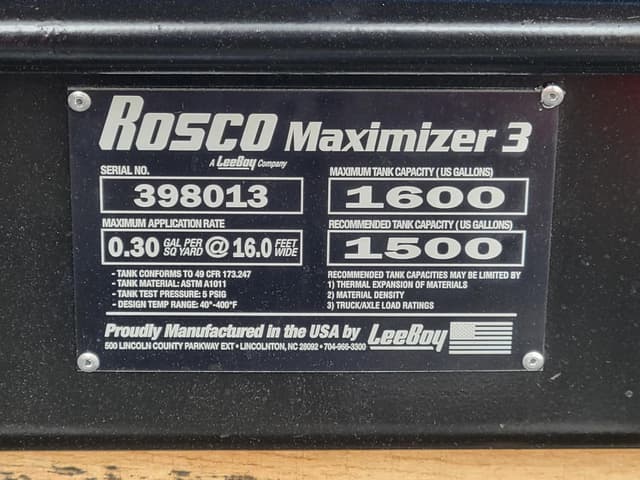 ROSCO Maximizer 3
A LeeBoy Company
SERIAL NO.
398013
MAXIMUM TANK CAPACITY (US GALLONS)
1600
MAXIMUM APPLICATION RATE
0.30 GAL PER SQ YARD @ 16.0 FEET WIDE
RECOMMENDED TANK CAPACITY (US GALLONS)
1500
- TANK CONFORMS TO 49 CFR 173.247
- TANK MATERIAL: ASTM A1011
- TANK TEST PRESSURE: 5 PSIG
- DESIGN TEMP RANGE: 40°-400°F
RECOMMENDED TANK CAPACITIES MAY BE LIMITED BY
1) THERMAL EXPANSION OF MATERIALS
2) MATERIAL DENSITY
3) TRUCK/AXLE LOAD RATINGS
Proudly Manufactured in the USA by LeeBoy
500 LINCOLN COUNTY PARKWAY EXT • LINCOLNTON, NC 28092 • 704-966-3300